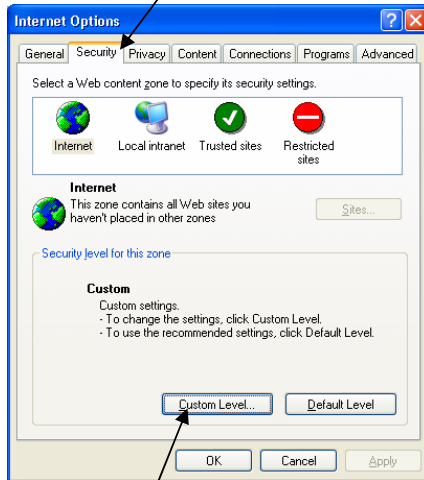 Internet Options
General Security Privacy Content Connections Programs Advanced
Select a Web content zone to specify its security settings.
Internet Local intranet Trusted sites Restricted
sites
Internet
This zone contains all Web sites you
haven't placed in other zones
Sites...
Security level for this zone
Custom
Custom settings.
- To change the settings, click Custom Level.
- To use the recommended settings, click Default Level.
Custom Level... Default Level
OK Cancel Apply